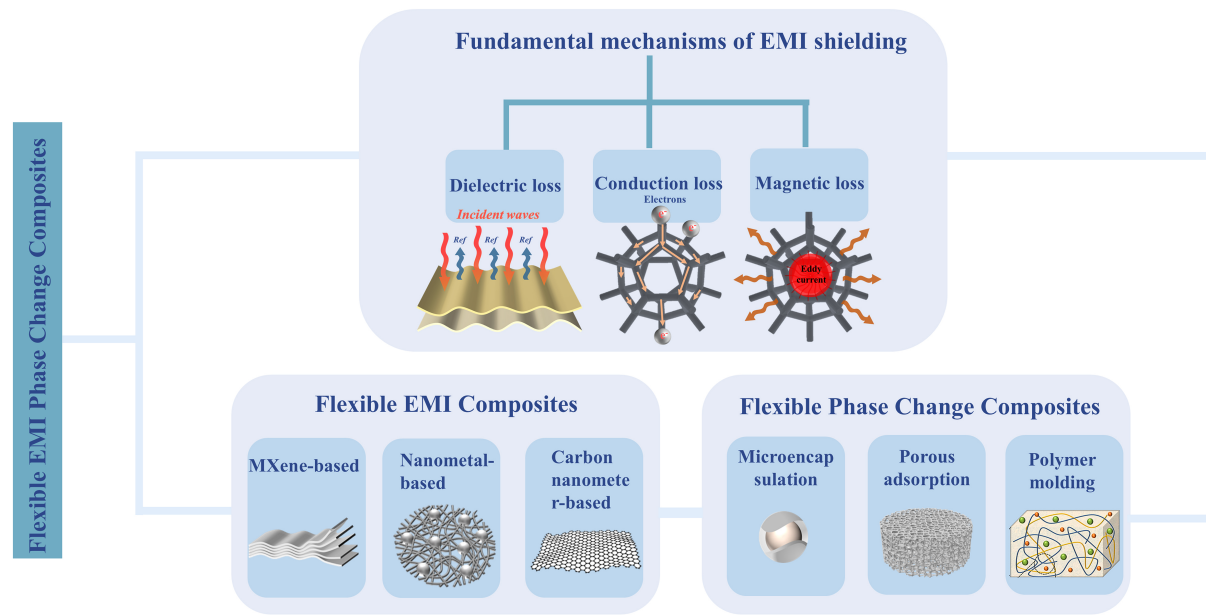 Flexible EMI Phase Change Composites
Fundamental mechanisms of EMI shielding
Dielectric loss
Incident waves
Ref
Ref
Ref
Conduction loss
Electrons
Magnetic loss
Eddy
current
Flexible EMI Composites
MXene-based
Nanometal-
based
Carbon
nanomete
r-based
Flexible Phase Change Composites
Microencap
sulation
Porous
adsorption
Polymer
molding